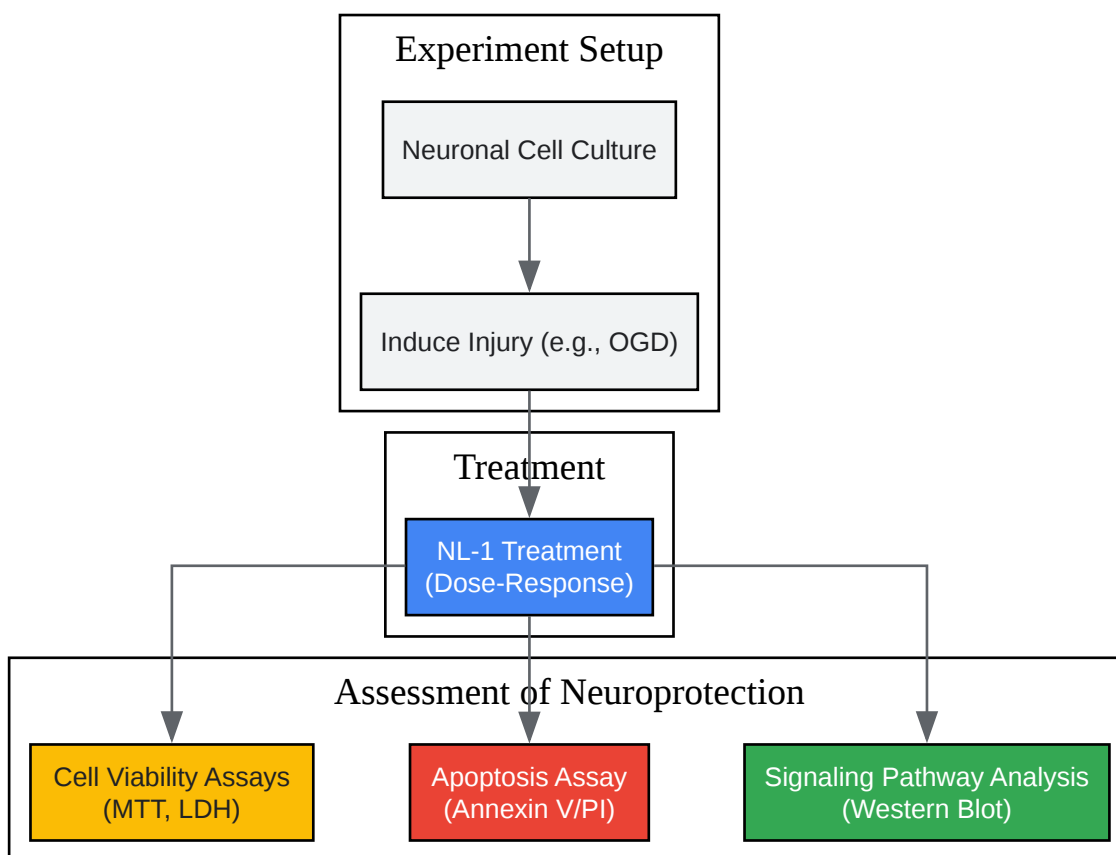 Experiment Setup
Neuronal Cell Culture
Induce Injury (e.g., OGD)
Treatment
NL-1 Treatment
(Dose-Response)
Assessment of Neuroprotection
Cell Viability Assays
(MTT, LDH)
Apoptosis Assay
(Annexin V/PI)
Signaling Pathway Analysis
(Western Blot)